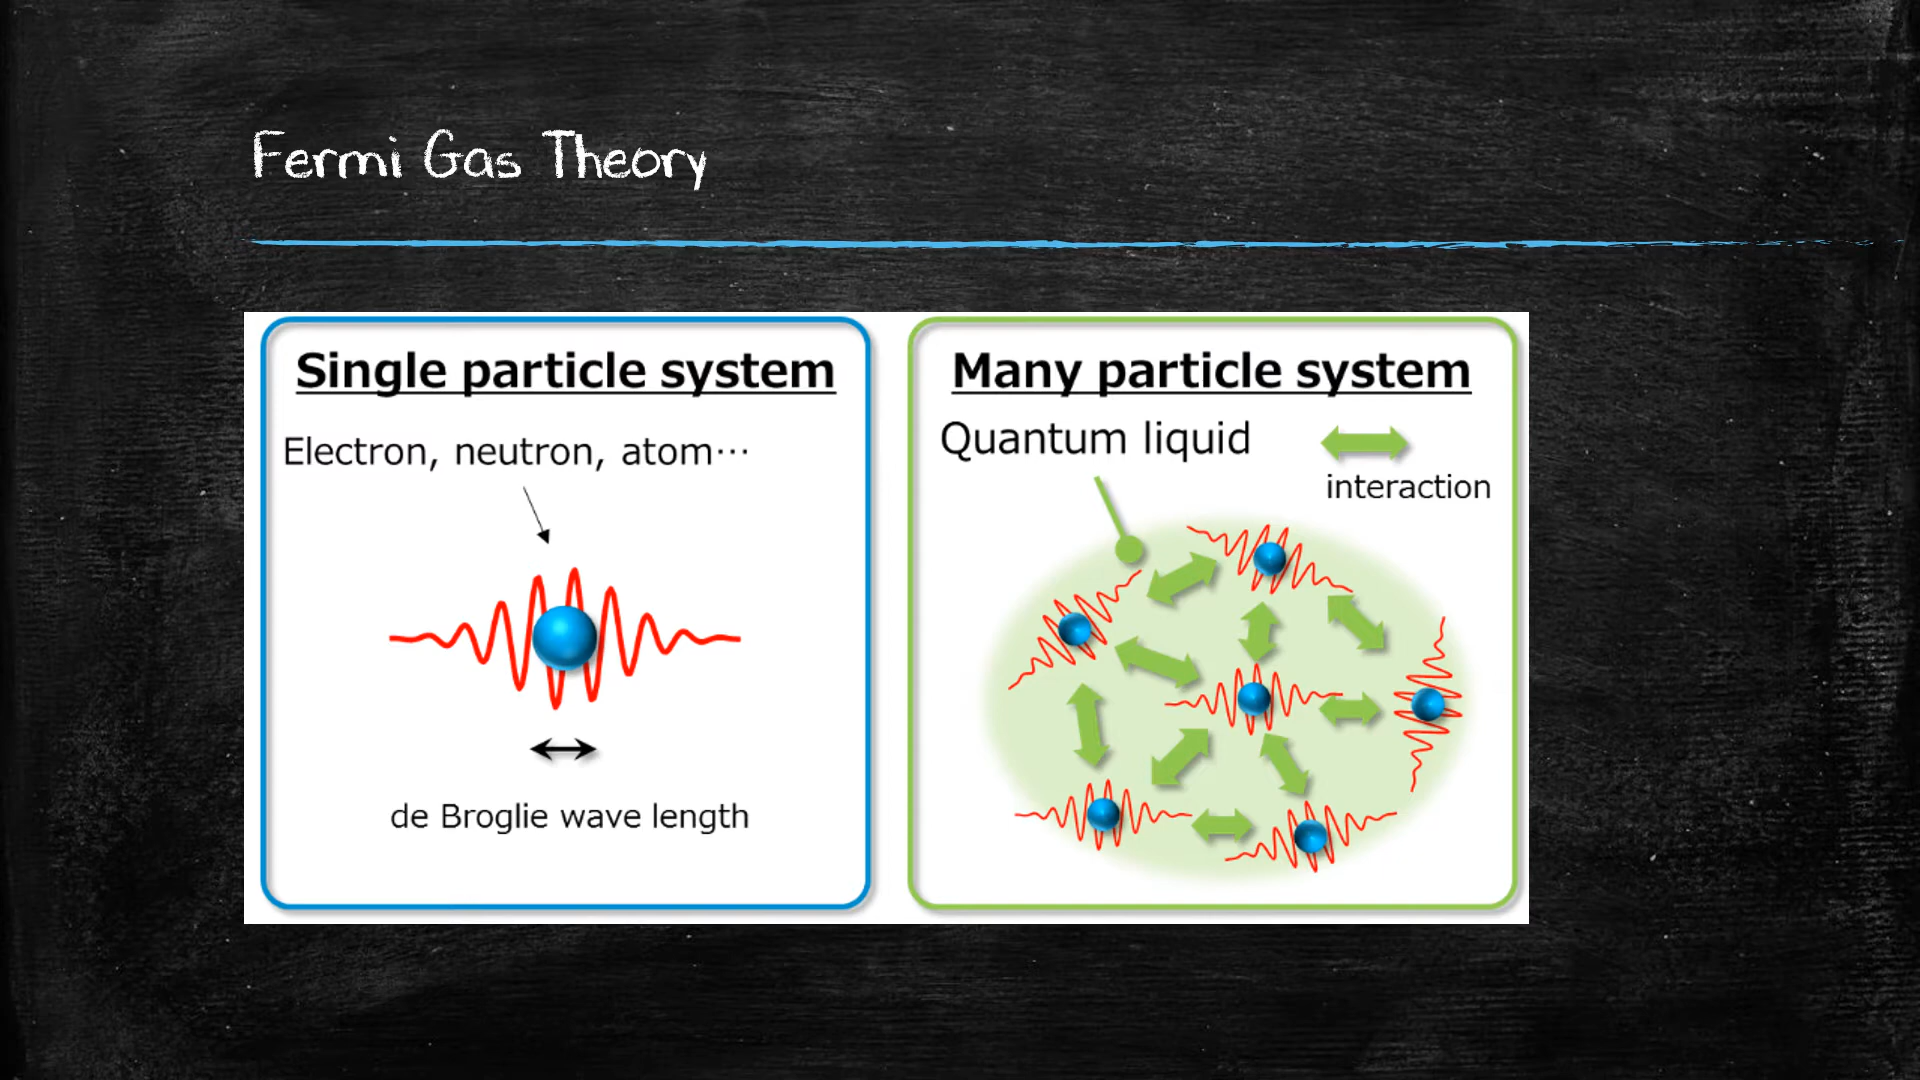 Fermi Gas Theory
Single particle system
Electron, neutron, atom⋯
de Broglie wave length
Many particle system
Quantum liquid
interaction